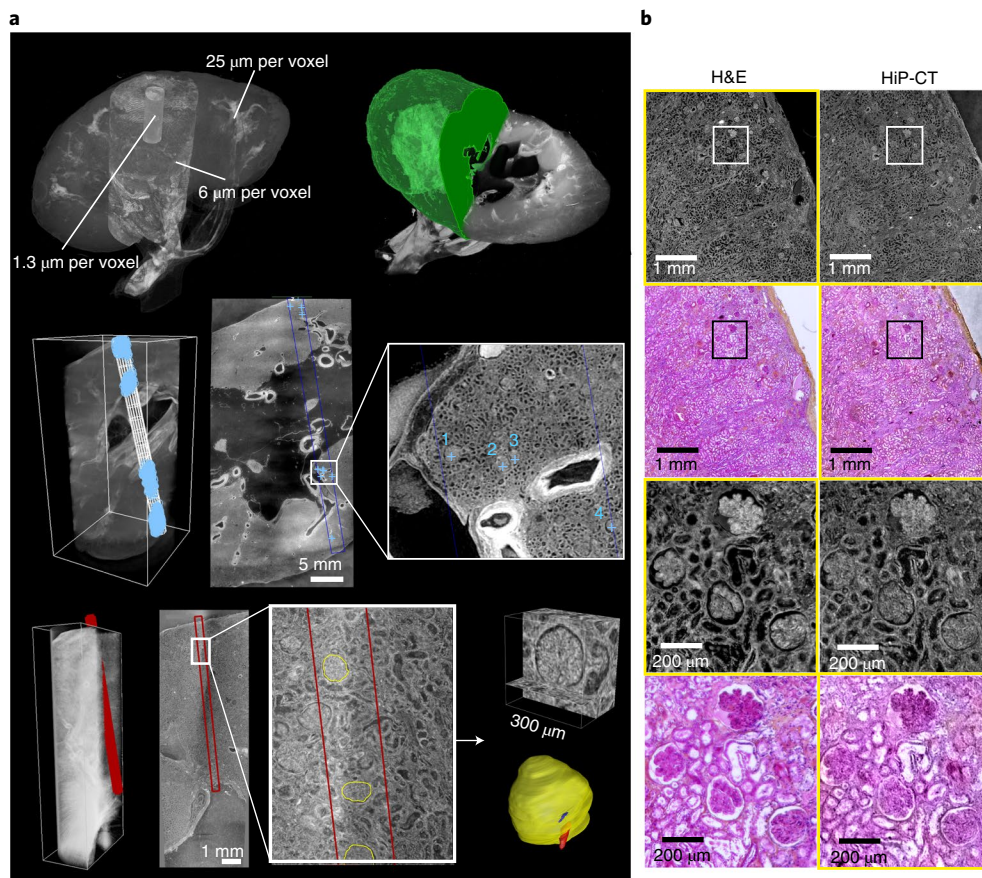 a
25 μm per voxel
6 μm per voxel
1.3 μm per voxel
5 mm
1
2
3
4
1 mm
300 μm
b
H&E
HiP-CT
1 mm
1 mm
1 mm
1 mm
200 μm
200 μm
200 μm
200 μm